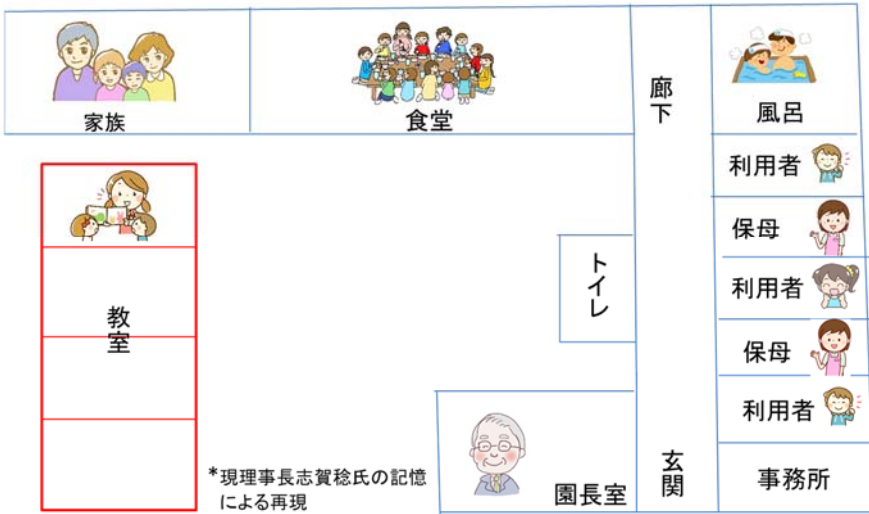 家族
食堂
廊下
風呂
利用者
保母
利用者
保母
利用者
事務所
トイレ
教室
園長室
玄関
*現理事長志賀稔氏の記憶
による再現